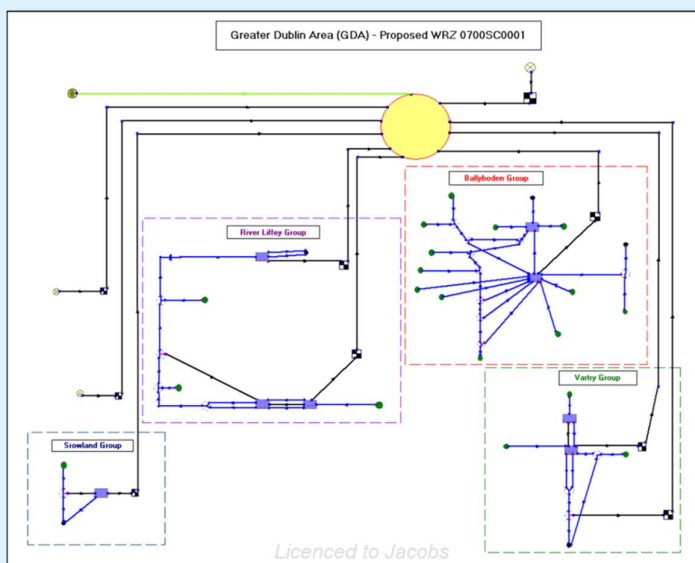 Greater Dublin Area (GDA) - Proposed WRZ 0700SC0001
Ballyboden Group
River Liffey Group
Vartry Group
Srowland Group
Licenced to Jacobs